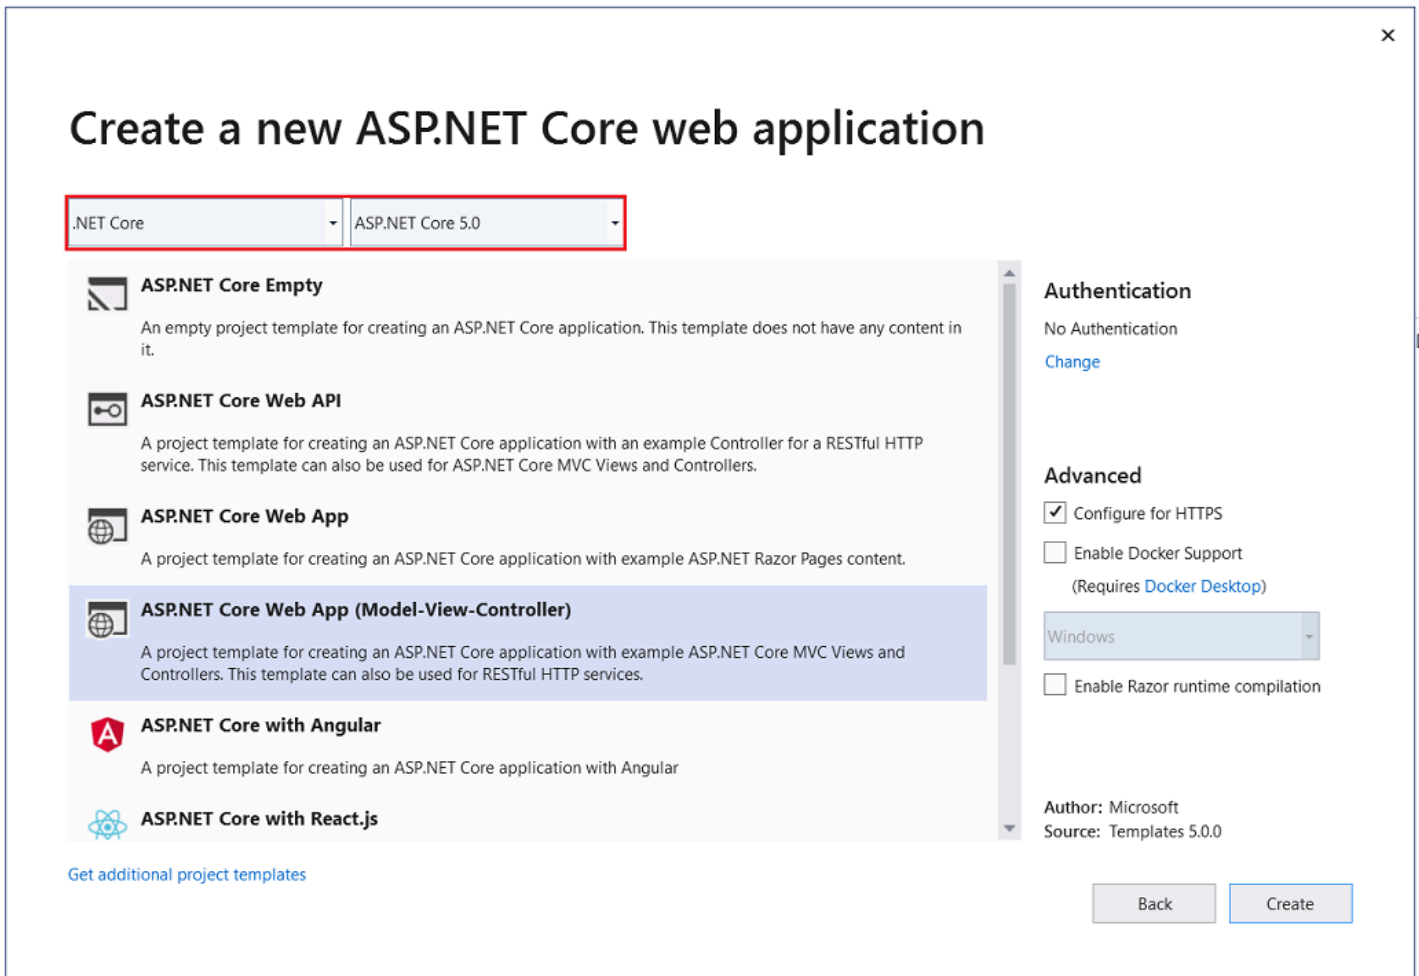 Create a new ASP.NET Core web application
.NET Core
ASP.NET Core 5.0
ASP.NET Core Empty
An empty project template for creating an ASP.NET Core application. This template does not have any content in
it.
ASP.NET Core Web API
A project template for creating an ASP.NET Core application with an example Controller for a RESTful HTTP
service. This template can also be used for ASP.NET Core MVC Views and Controllers.
ASP.NET Core Web App
A project template for creating an ASP.NET Core application with example ASP.NET Razor Pages content.
ASP.NET Core Web App (Model-View-Controller)
A project template for creating an ASP.NET Core application with example ASP.NET Core MVC Views and
Controllers. This template can also be used for RESTful HTTP services.
ASP.NET Core with Angular
A project template for creating an ASP.NET Core application with Angular
ASP.NET Core with React.js
Get additional project templates
Authentication
No Authentication
Change
Advanced
Configure for HTTPS
Enable Docker Support
(Requires Docker Desktop)
Windows
Enable Razor runtime compilation
Author: Microsoft
Source: Templates 5.0.0
Back
Create